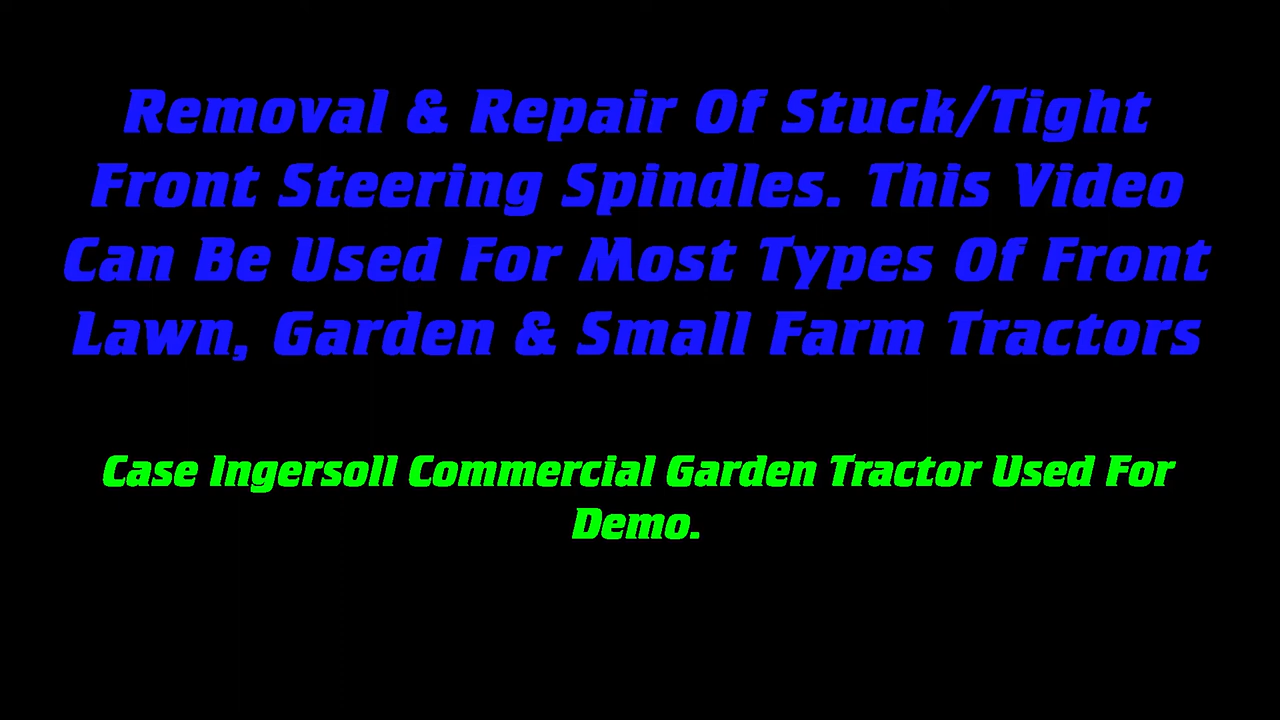 Removal & Repair Of Stuck/Tight
Front Steering Spindles. This Video
Can Be Used For Most Types Of Front
Lawn, Garden & Small Farm Tractors
Case Ingersoll Commercial Garden Tractor Used For
Demo.